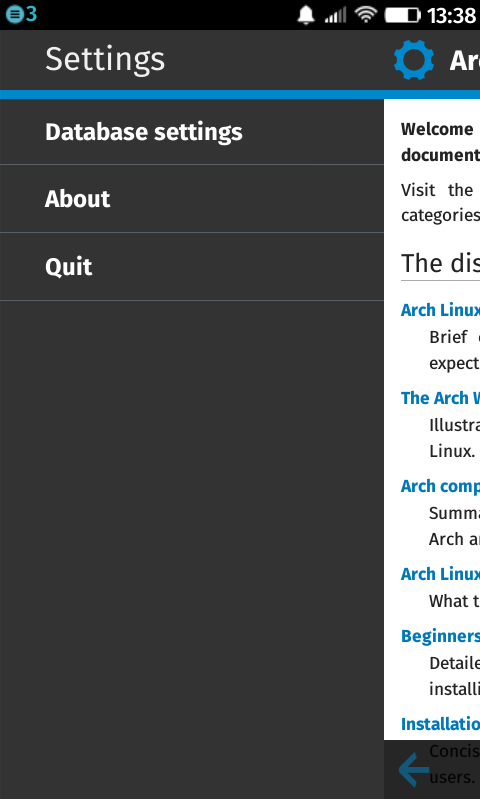 3
13:38
Settings
Database settings
About
Quit
Welcome
document
Visit the
categories
The dis
Arch Linux
Brief
expect
The Arch W
Illustra
Linux.
Arch comp
Summa
Arch a
Arch Linux
What t
Beginners
Detaile
installi
Installatio
Concis
users.